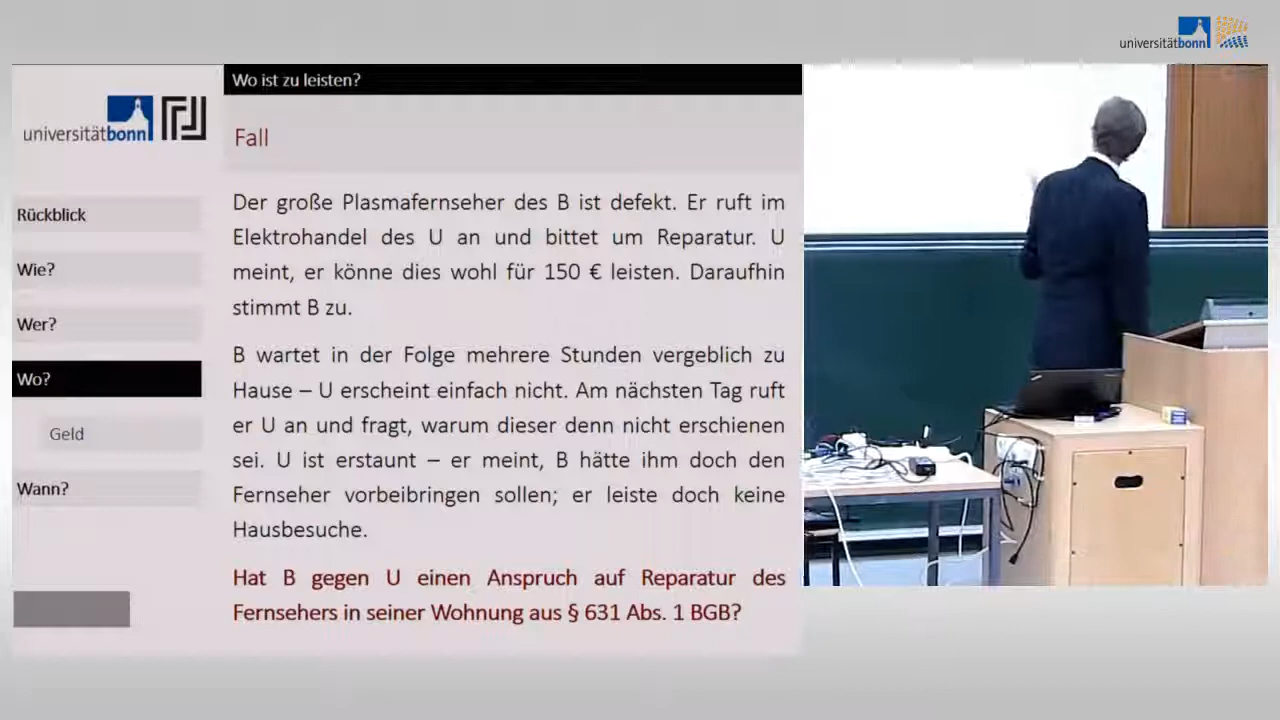 universitätbonn
Wo ist zu leisten?
universitätbonn
Fall
Rückblick
Wie?
Wer?
Wo?
Geld
Wann?
Der große Plasmafernseher des B ist defekt. Er ruft im
Elektrohandel des U an und bittet um Reparatur. U
meint, er könne dies wohl für 150 € leisten. Daraufhin
stimmt B zu.
B wartet in der Folge mehrere Stunden vergeblich zu
Hause – U erscheint einfach nicht. Am nächsten Tag ruft
er U an und fragt, warum dieser denn nicht erschienen
sei. U ist erstaunt – er meint, B hätte ihm doch den
Fernseher vorbeibringen sollen; er leiste doch keine
Hausbesuche.
Hat B gegen U einen Anspruch auf Reparatur des
Fernsehers in seiner Wohnung aus § 631 Abs. 1 BGB?